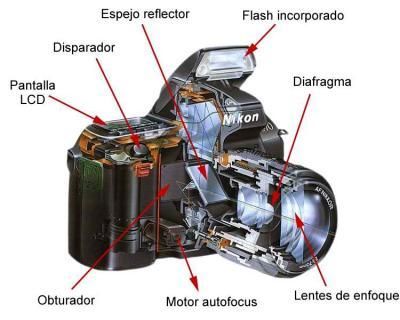 Espejo reflector
Flash incorporado
Disparador
Pantalla
LCD
Diafragma
Nikon
AF NIKKOR
Obturador
Motor autofocus
Lentes de enfoque